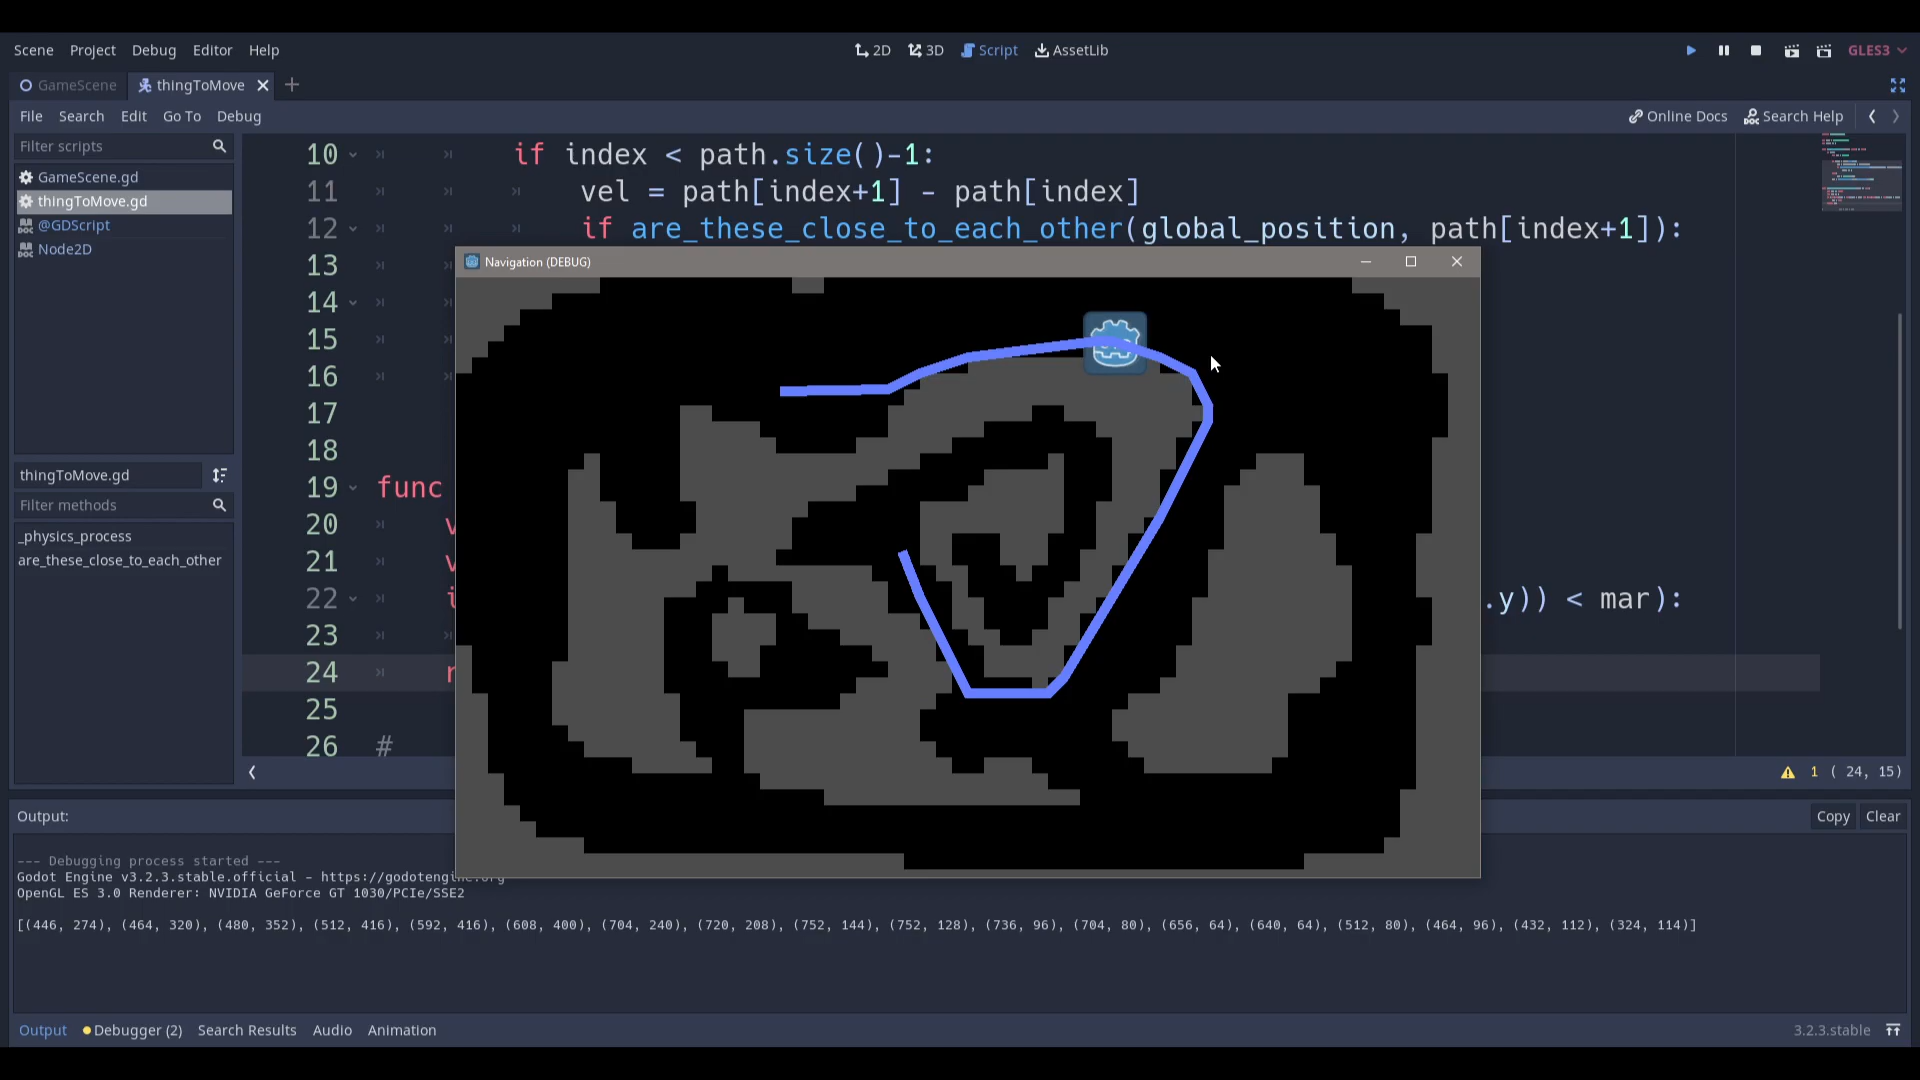 Scene Project Debug Editor Help 2D 3D Script AssetLib GLES3
GameScene thingToMove
File Search Edit Go To Debug Online Docs Search Help
Filter scripts
GameScene.gd
thingToMove.gd
@GDScript
Node2D
thingToMove.gd
Filter methods
_physics_process
are_these_close_to_each_other
10 if index < path.size()-1:
11 vel = path[index+1] - path[index]
12 if are_these_close_to_each_other(global_position, path[index+1]):
13
14
15
16
17
18
19 func
20
21
22 .y)) < mar):
23
24
25
26 #
Navigation (DEBUG)
1 ( 24, 15)
Output: Copy Clear
--- Debugging process started ---
Godot Engine v3.2.3.stable.official - https://godotengine.org
OpenGL ES 3.0 Renderer: NVIDIA GeForce GT 1030/PCIe/SSE2
[(446, 274), (464, 320), (480, 352), (512, 416), (592, 416), (608, 400), (704, 240), (720, 208), (752, 144), (752, 128), (736, 96), (704, 80), (656, 64), (640, 64), (512, 80), (464, 96), (432, 112), (324, 114)]
Output Debugger (2) Search Results Audio Animation 3.2.3.stable